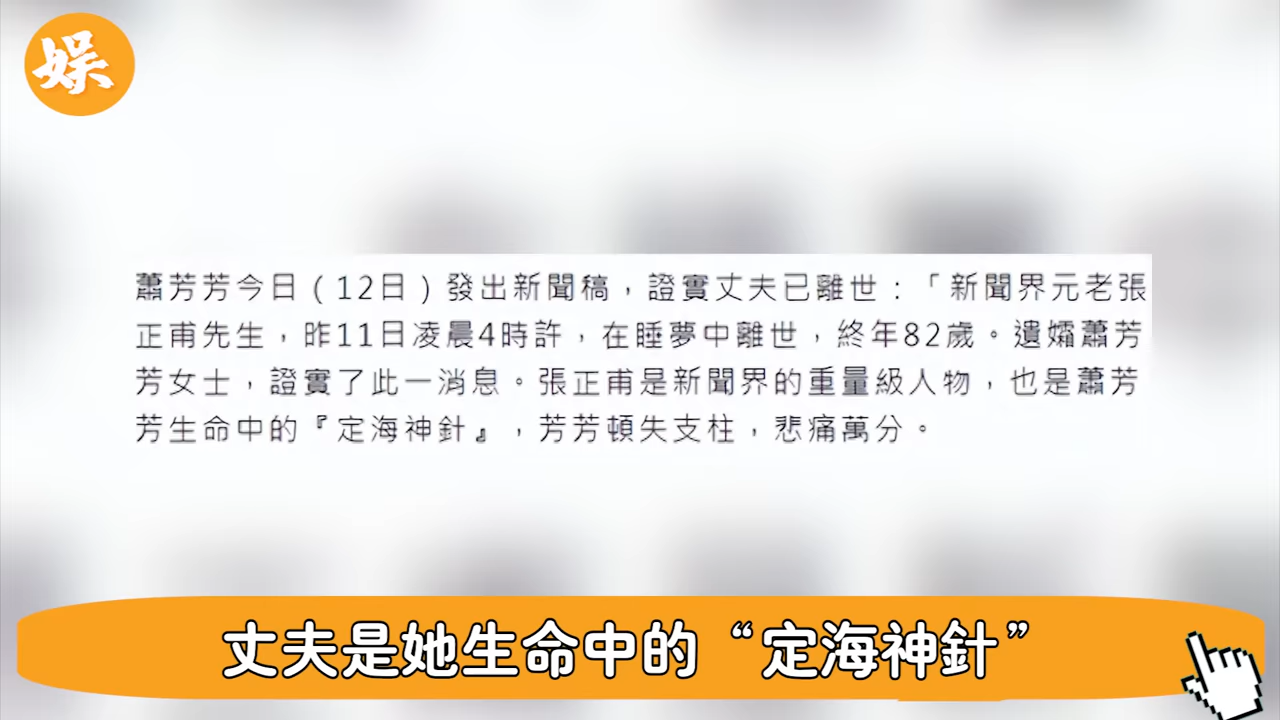 娱
蕭芳芳今日（12日）發出新聞稿，證實丈夫已離世：「新聞界元老張
正甫先生，昨11日凌晨4時許，在睡夢中離世，終年82歲。遺孀蕭芳
芳女士，證實了此一消息。張正甫是新聞界的重量級人物，也是蕭芳
芳生命中的『定海神針』，芳芳頓失支柱，悲痛萬分。
丈夫是她生命中的“定海神針”